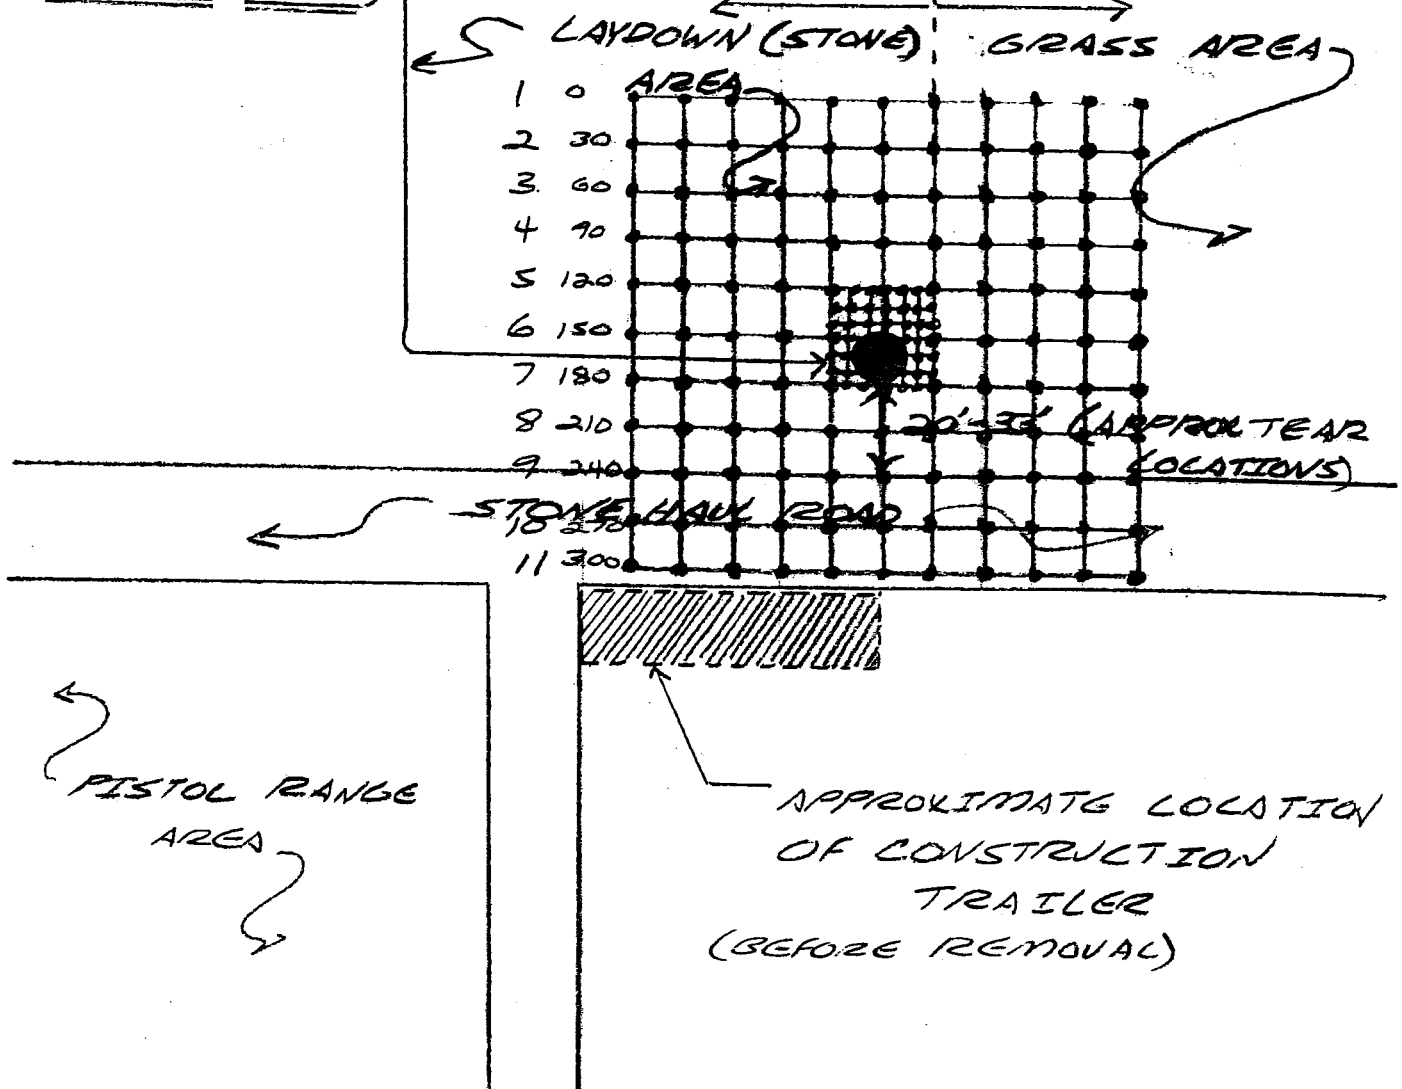 LAYDOWN (STONE) GRASS AREA
AREA
1 0
2 30
3 60
4 90
5 120
6 150
7 180
8 210
20'-33' (APPROX TEAR
LOCATIONS)
9 240
STONE HAUL ROAD
10 270
11 300
PISTOL RANGE
AREA
APPROXIMATE LOCATION
OF CONSTRUCTION
TRAILER
(BEFORE REMOVAL)